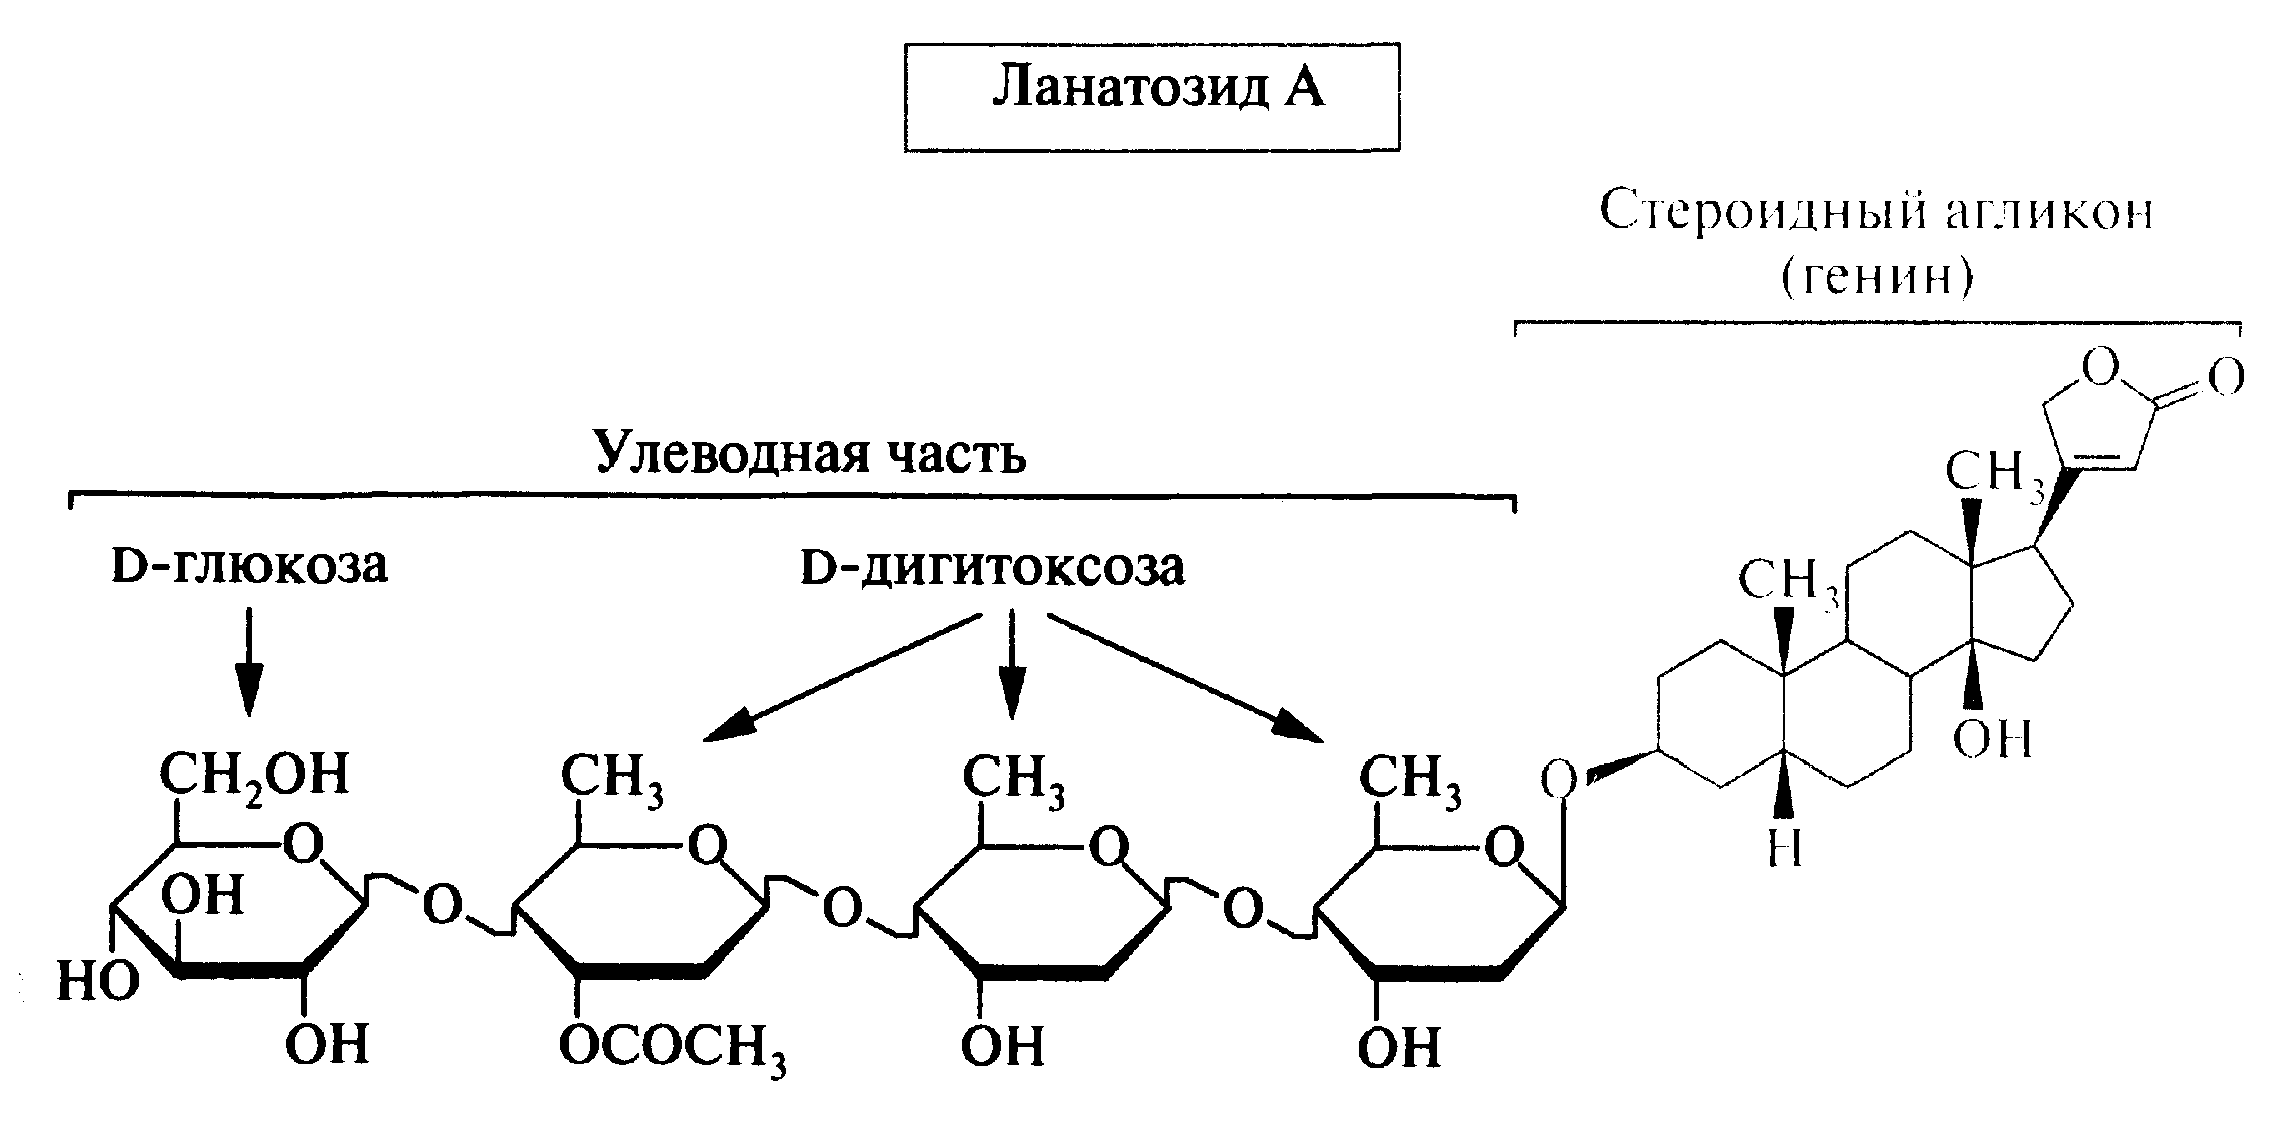 Ланатозид А
Стероидный агликон
(генин)
Улеводная часть
D-глюкоза
D-дигитоксоза
O
O
CH3
CH3
OH
H
O
CH2OH
O
OH
HO
OH
O
CH3
O
OCOCH3
O
CH3
O
OH
O
CH3
O
OH